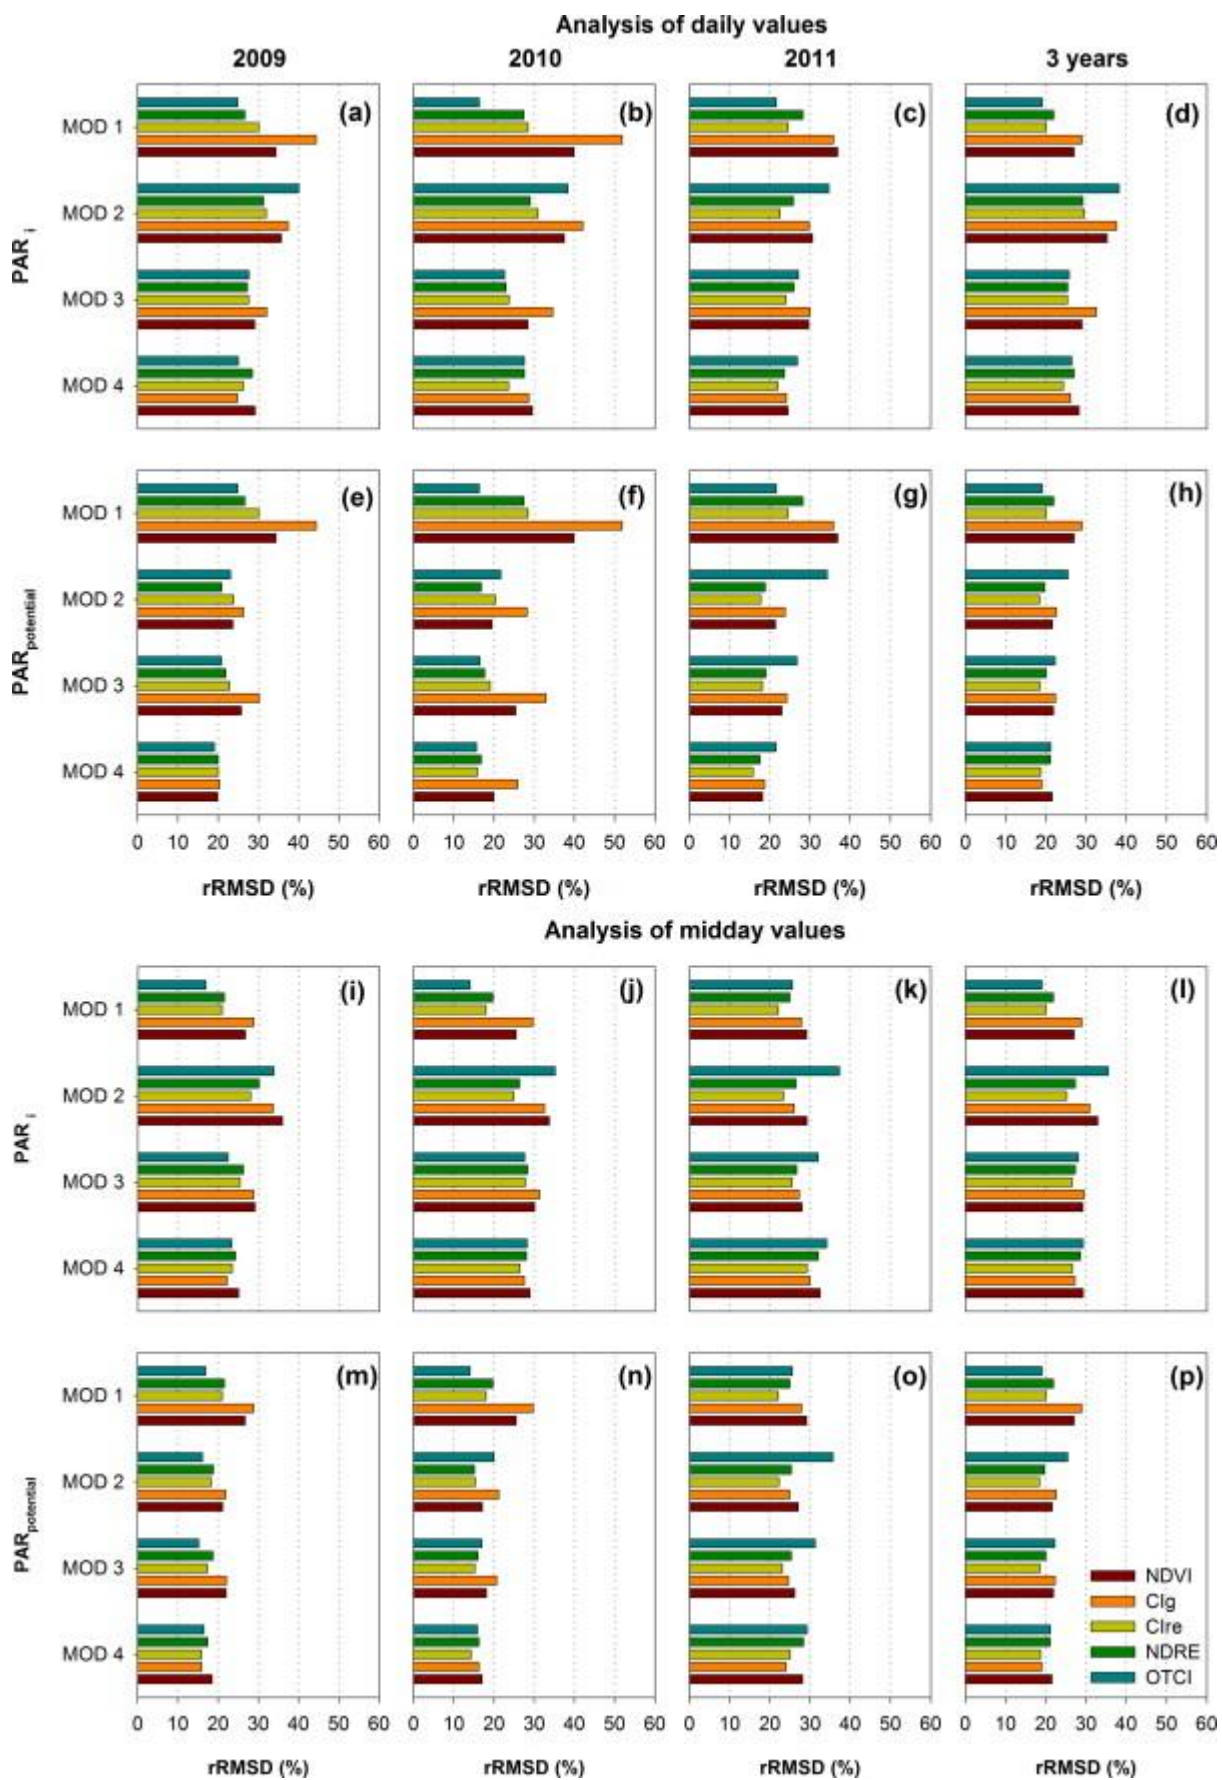 Analysis of daily values
2009 2010 2011 3 years
(a) (b) (c) (d)
MOD 1
MOD 2
MOD 3
MOD 4
PAR i
(e) (f) (g) (h)
MOD 1
MOD 2
MOD 3
MOD 4
PARpotential
0 10 20 30 40 50 60 0 10 20 30 40 50 60 0 10 20 30 40 50 60 0 10 20 30 40 50 60
rRMSD (%) rRMSD (%) rRMSD (%) rRMSD (%)
Analysis of midday values
(i) (j) (k) (l)
MOD 1
MOD 2
MOD 3
MOD 4
PAR i
(m) (n) (o) (p)
MOD 1
MOD 2
MOD 3
MOD 4
PARpotential
NDVI
CIg
CIre
NDRE
OTCI
0 10 20 30 40 50 60 0 10 20 30 40 50 60 0 10 20 30 40 50 60 0 10 20 30 40 50 60
rRMSD (%) rRMSD (%) rRMSD (%) rRMSD (%)